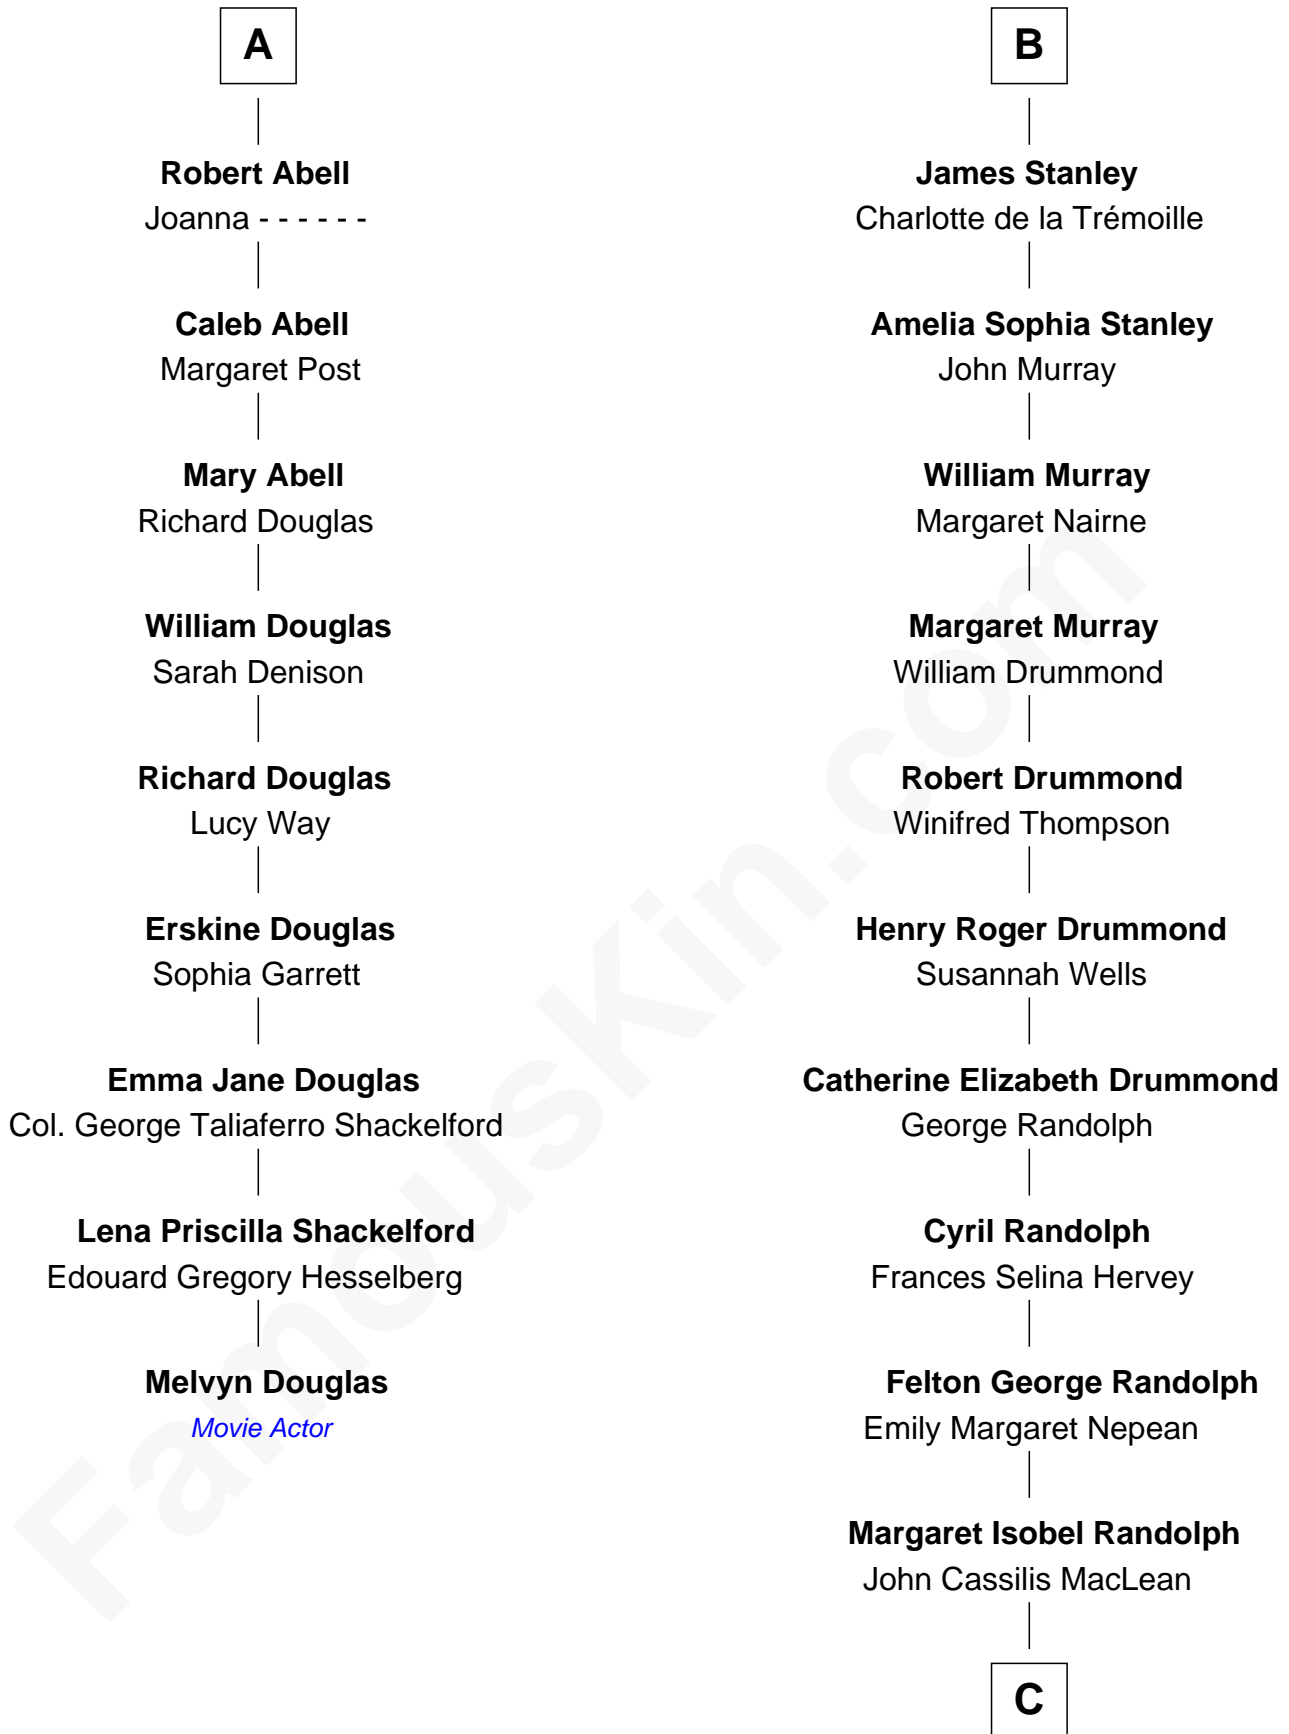 A
Robert Abell
Joanna - - - - - -
Caleb Abell
Margaret Post
Mary Abell
Richard Douglas
William Douglas
Sarah Denison
Richard Douglas
Lucy Way
Erskine Douglas
Sophia Garrett
Emma Jane Douglas
Col. George Taliaferro Shackelford
Lena Priscilla Shackelford
Edouard Gregory Hesselberg
Melvyn Douglas
Movie Actor
B
James Stanley
Charlotte de la Trémoille
Amelia Sophia Stanley
John Murray
William Murray
Margaret Nairne
Margaret Murray
William Drummond
Robert Drummond
Winifred Thompson
Henry Roger Drummond
Susannah Wells
Catherine Elizabeth Drummond
George Randolph
Cyril Randolph
Frances Selina Hervey
Felton George Randolph
Emily Margaret Nepean
Margaret Isobel Randolph
John Cassilis MacLean
C
FamousKin.com